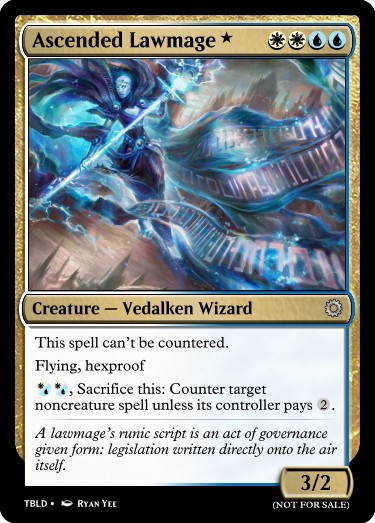 Ascended Lawmage ★
Creature — Vedalken Wizard
This spell can't be countered.
Flying, hexproof
, Sacrifice this: Counter target
noncreature spell unless its controller pays 2.
A lawmage's runic script is an act of governance
given form: legislation written directly onto the air
itself.
3/2
TBLD • Ryan Yee
(NOT FOR SALE)